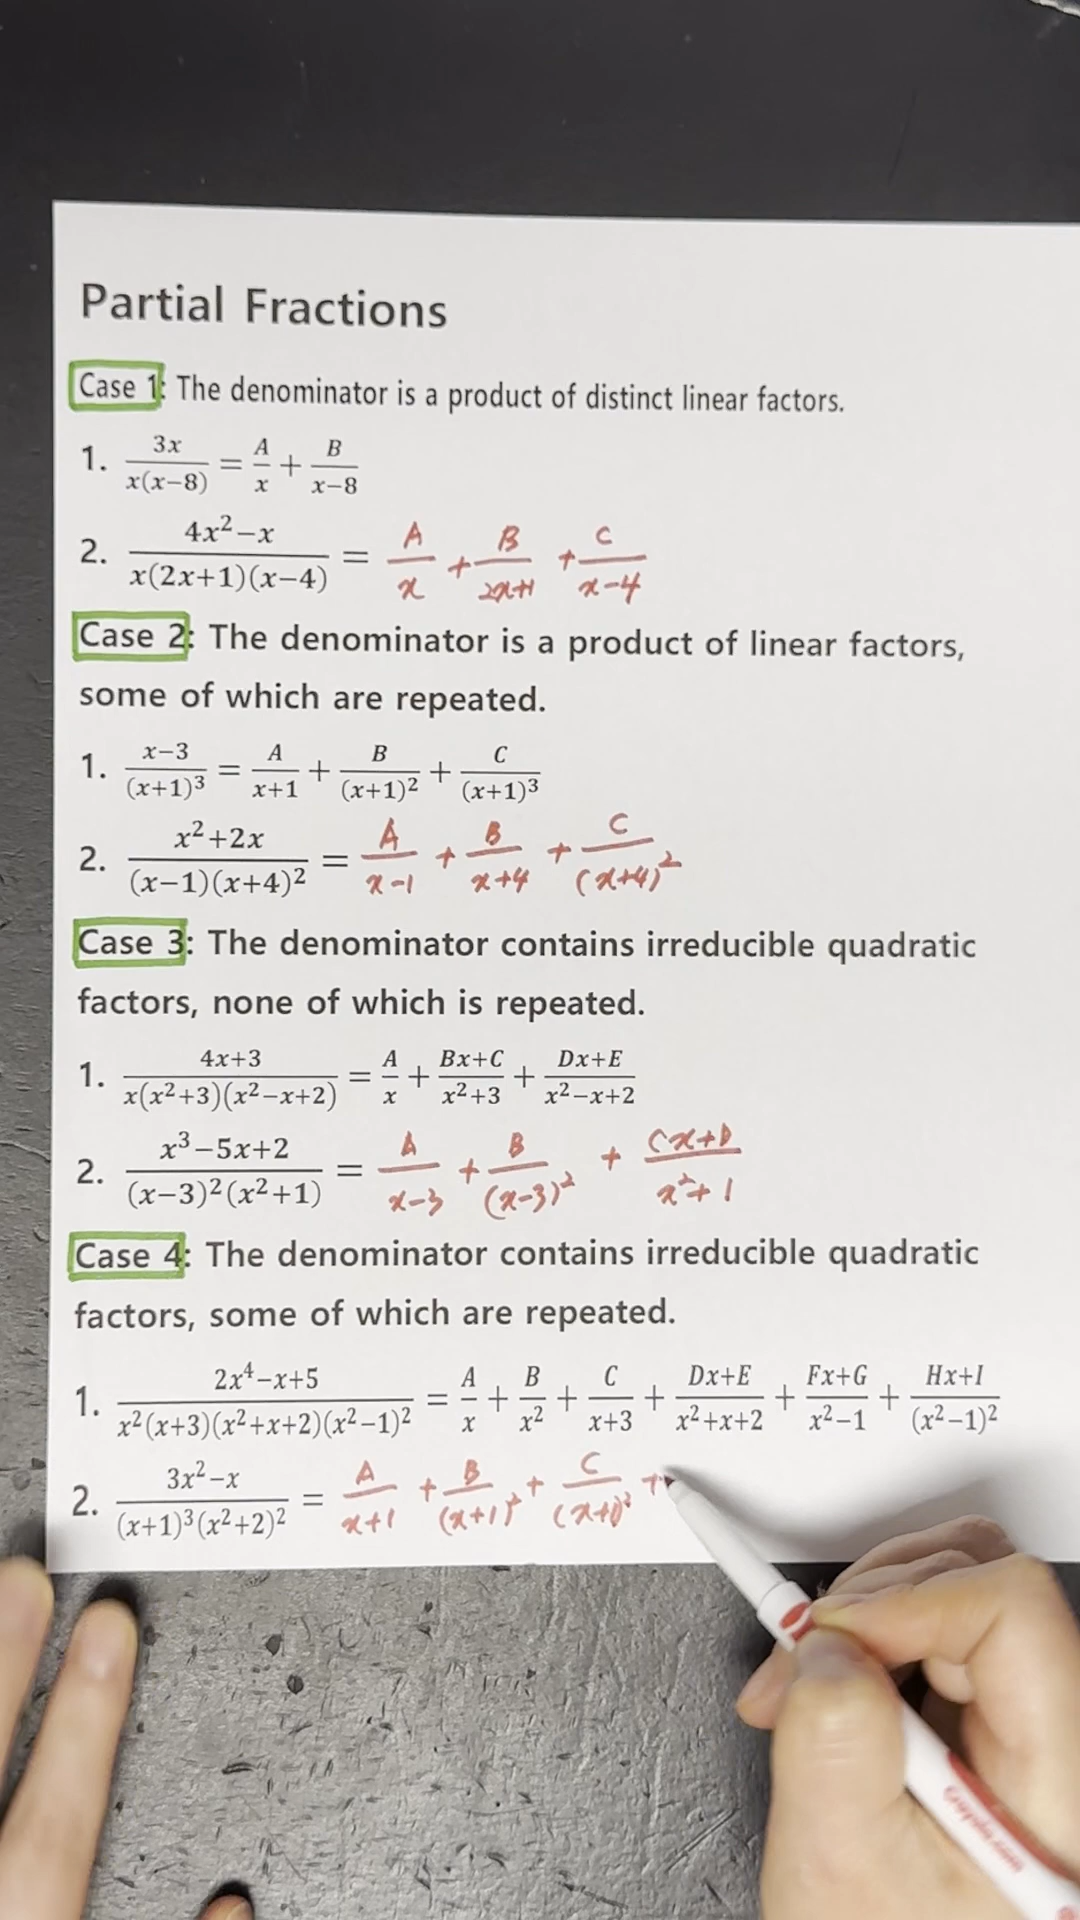 Partial Fractions
Case 1: The denominator is a product of distinct linear factors.
1. 3x/(x(x−8)) = A/x + B/(x−8)
2. (4x²−x)/(x(2x+1)(x−4)) = A/x + B/(2x+1) + C/(x−4)
Case 2: The denominator is a product of linear factors,
some of which are repeated.
1. (x−3)/(x+1)³ = A/(x+1) + B/(x+1)² + C/(x+1)³
2. (x²+2x)/((x−1)(x+4)²) = A/(x−1) + B/(x+4) + C/(x+4)²
Case 3: The denominator contains irreducible quadratic
factors, none of which is repeated.
1. (4x+3)/(x(x²+3)(x²−x+2)) = A/x + (Bx+C)/(x²+3) + (Dx+E)/(x²−x+2)
2. (x³−5x+2)/((x−3)²(x²+1)) = A/(x−3) + B/(x−3)² + (Cx+D)/(x²+1)
Case 4: The denominator contains irreducible quadratic
factors, some of which are repeated.
1. (2x⁴−x+5)/(x²(x+3)(x²+x+2)(x²−1)²) = A/x + B/x² + C/(x+3) + (Dx+E)/(x²+x+2) + (Fx+G)/(x²−1) + (Hx+I)/(x²−1)²
2. (3x²−x)/((x+1)³(x²+2)²) = A/(x+1) + B/(x+1)² + C/(x+1)³ +